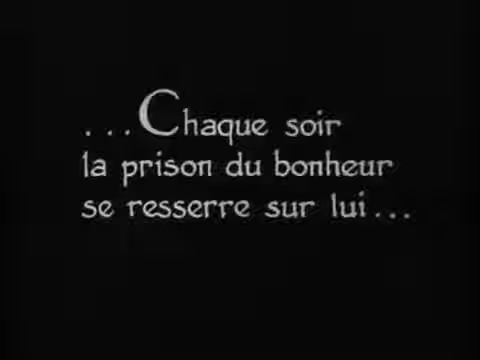 ...Chaque soir
la prison du bonheur
se resserre sur lui...